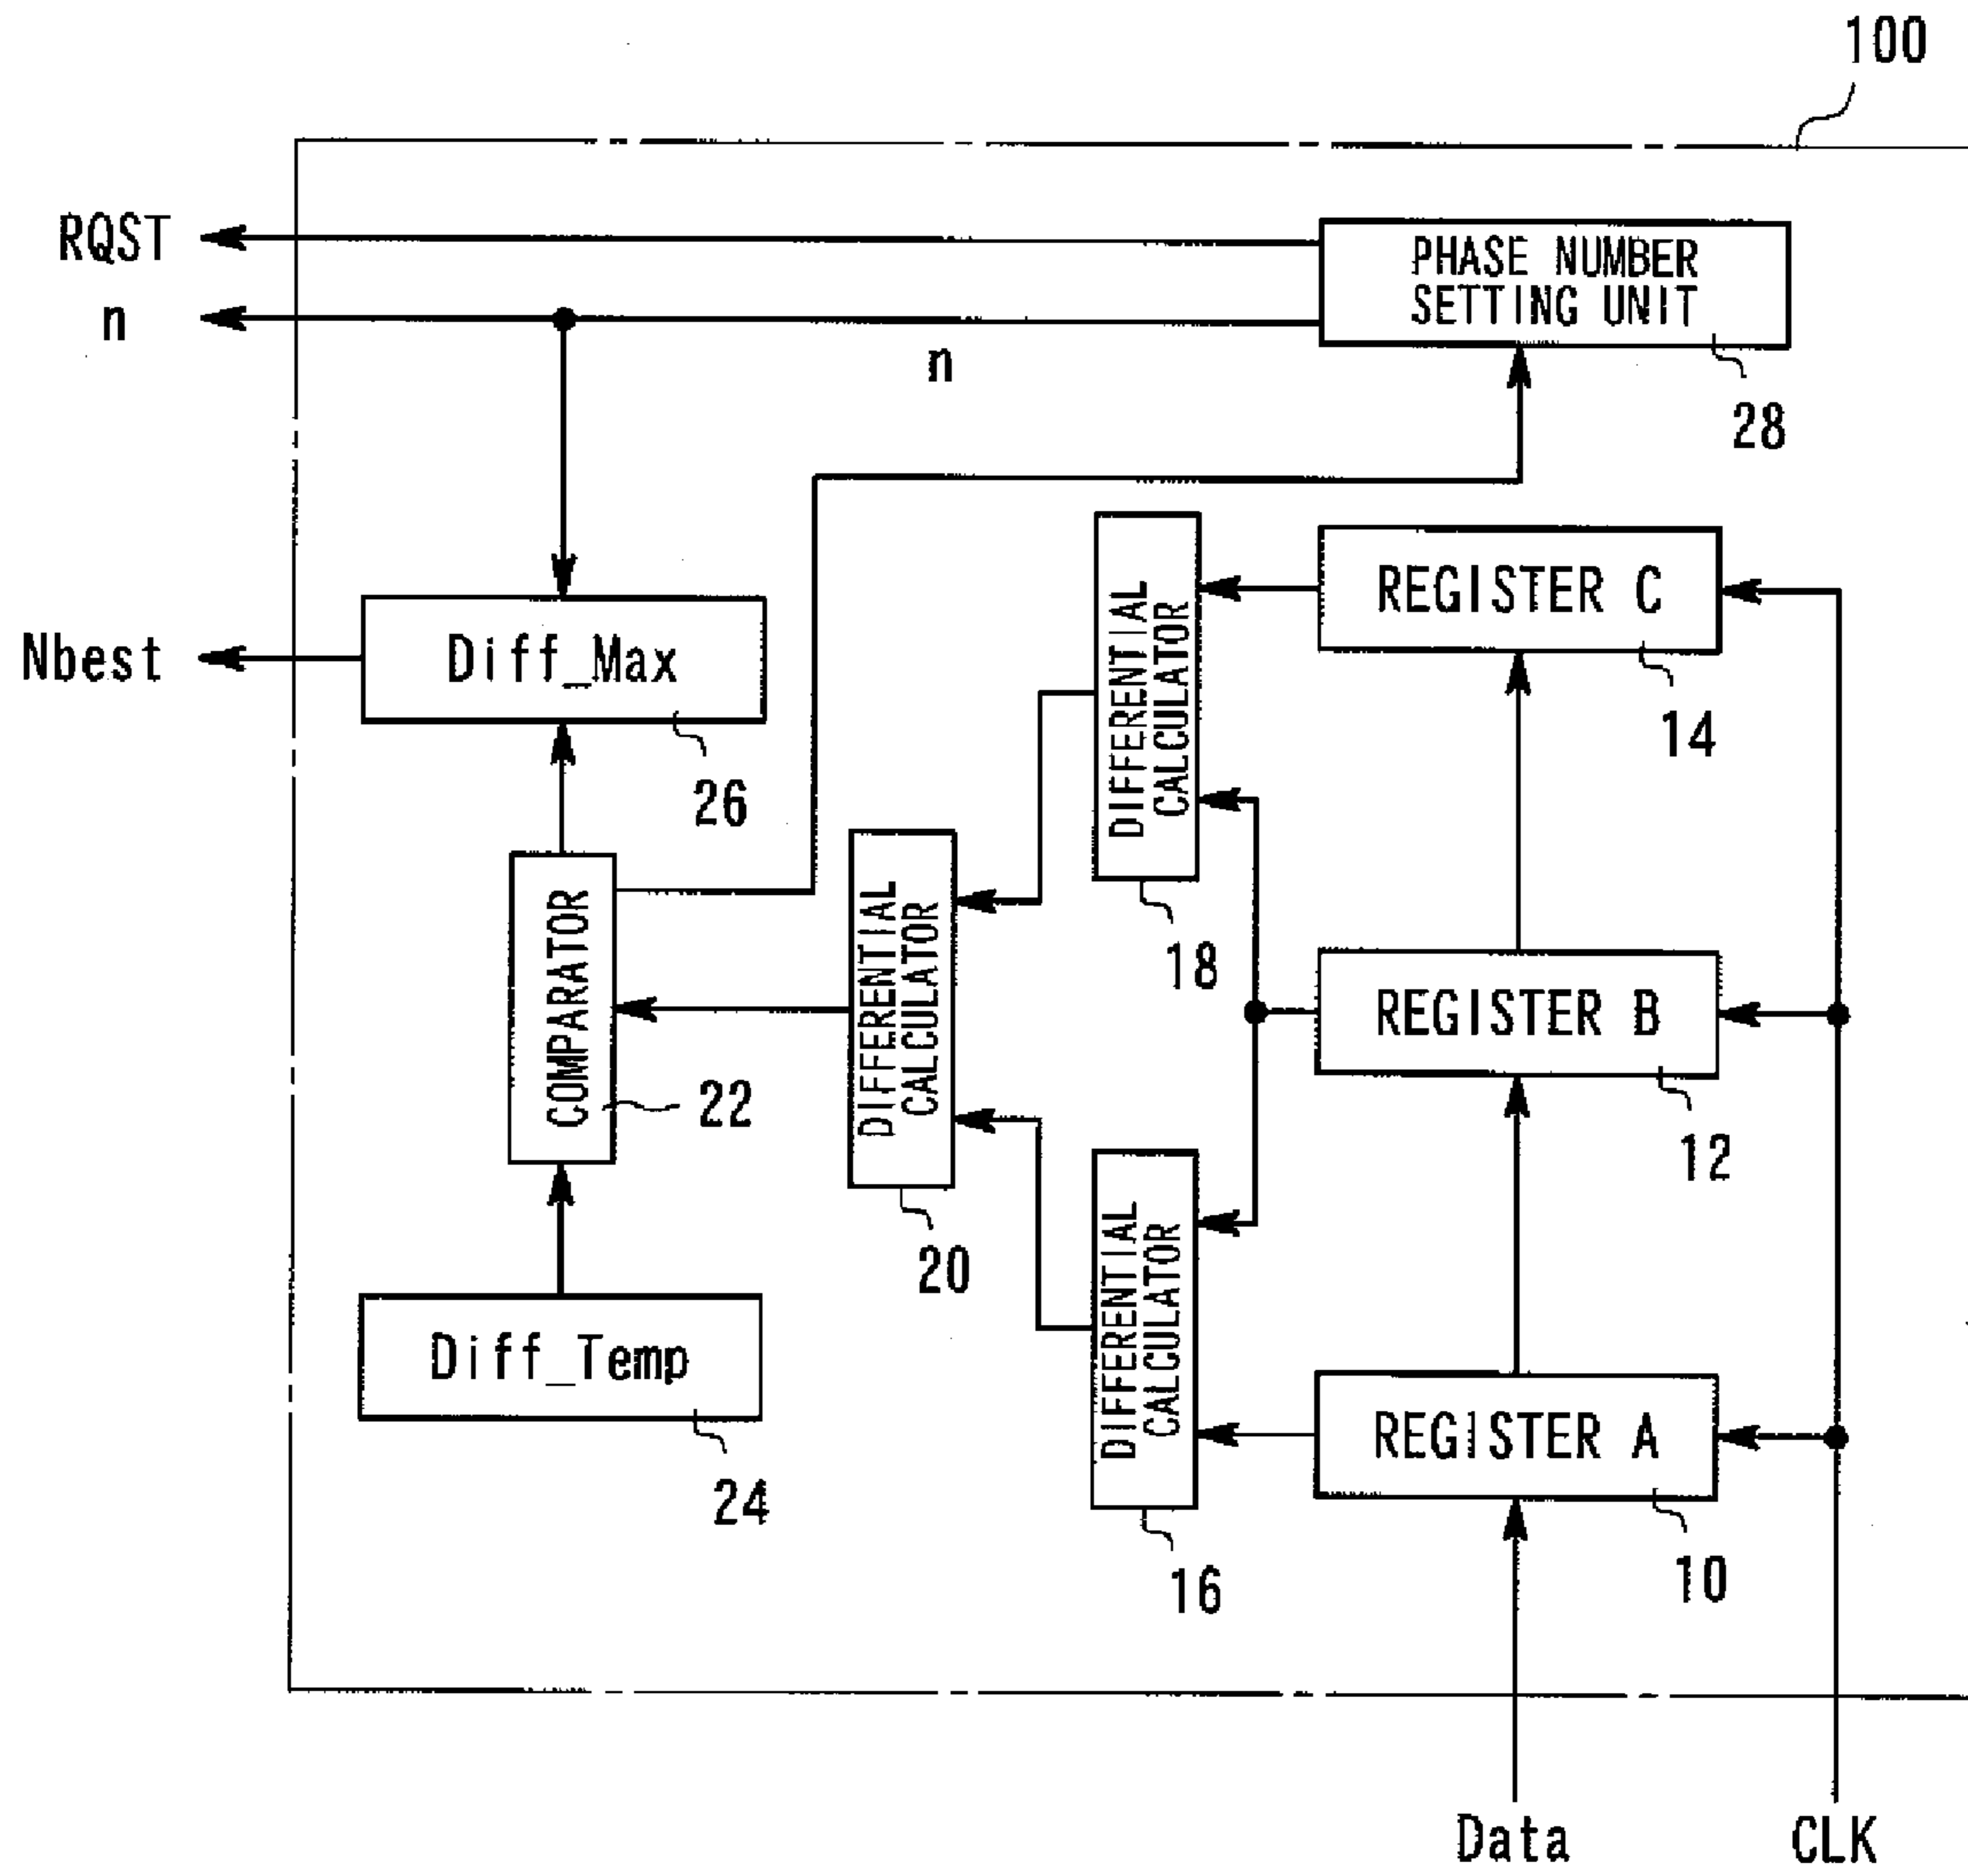 100
RQST
PHASE NUMBER
SETTING UNIT
n
n
28
REGISTER C
14
Diff_Max
Nbest
26
DIFFERENTIAL
CALCULATOR
18
COMPARATOR
22
DIFFERENTIAL
CALCULATOR
20
REGISTER B
12
Diff_Temp
24
DIFFERENTIAL
CALCULATOR
16
REGISTER A
10
Data
CLK